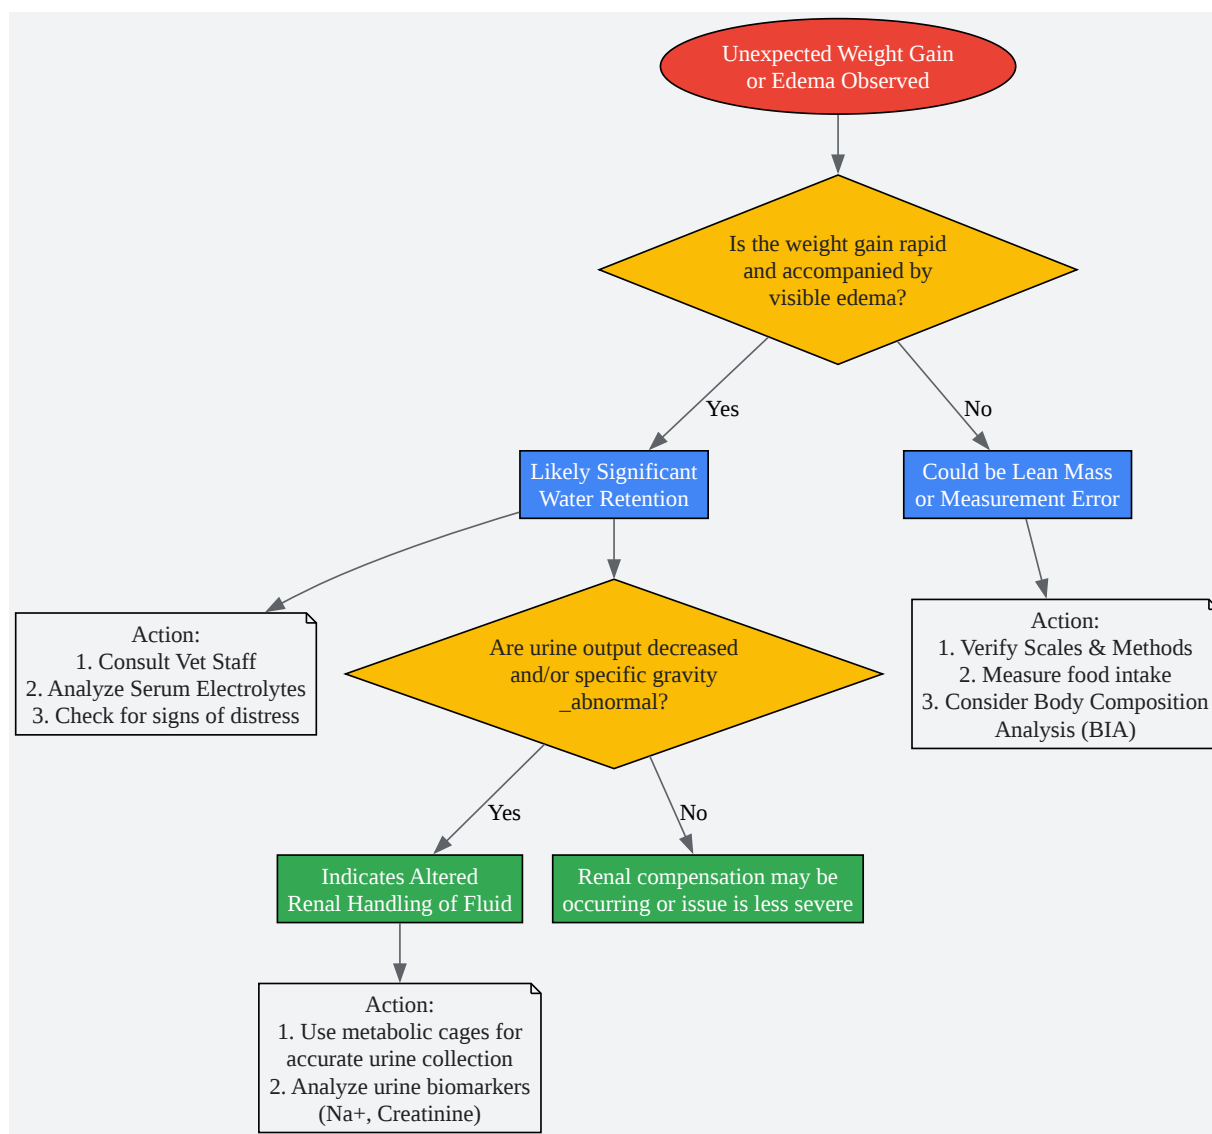 Unexpected Weight Gain
or Edema Observed
Is the weight gain rapid
and accompanied by
visible edema?
Yes
No
Likely Significant
Water Retention
Could be Lean Mass
or Measurement Error
Action:
1. Consult Vet Staff
2. Analyze Serum Electrolytes
3. Check for signs of distress
Are urine output decreased
and/or specific gravity
_abnormal?
Action:
1. Verify Scales & Methods
2. Measure food intake
3. Consider Body Composition
Analysis (BIA)
Yes
No
Indicates Altered
Renal Handling of Fluid
Renal compensation may be
occurring or issue is less severe
Action:
1. Use metabolic cages for
accurate urine collection
2. Analyze urine biomarkers
(Na+, Creatinine)